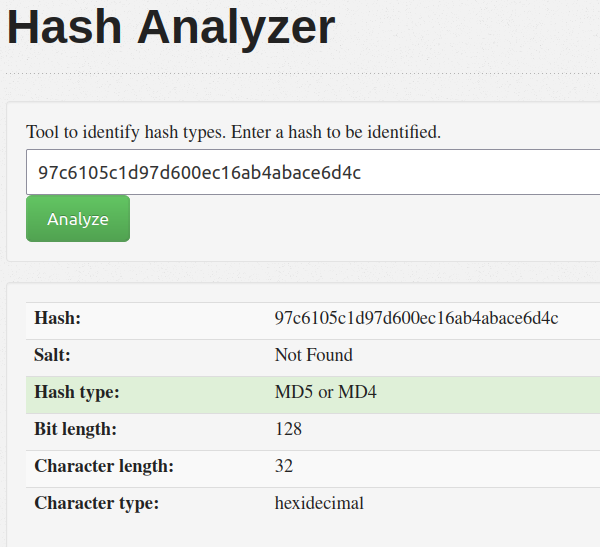 Hash Analyzer
Tool to identify hash types. Enter a hash to be identified.
97c6105c1d97d600ec16ab4abace6d4c
Analyze
Hash: 97c6105c1d97d600ec16ab4abace6d4c
Salt: Not Found
Hash type: MD5 or MD4
Bit length: 128
Character length: 32
Character type: hexidecimal